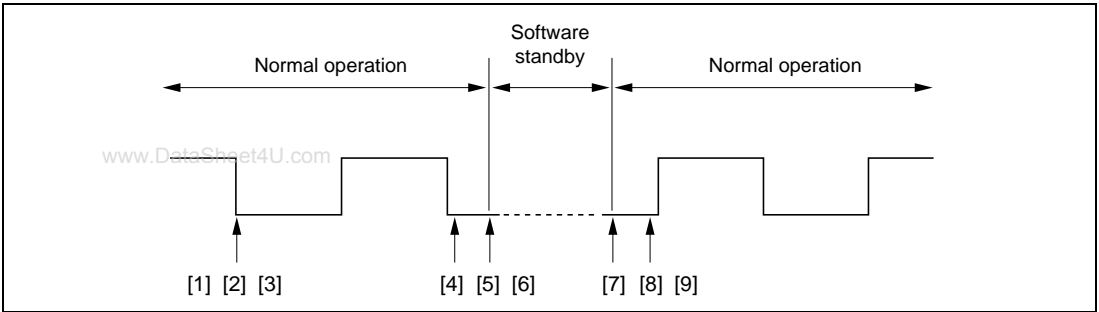 Software
standby
Normal operation
Normal operation
www.DataSheet4U.com
[1] [2] [3]
[4] [5] [6]
[7] [8] [9]